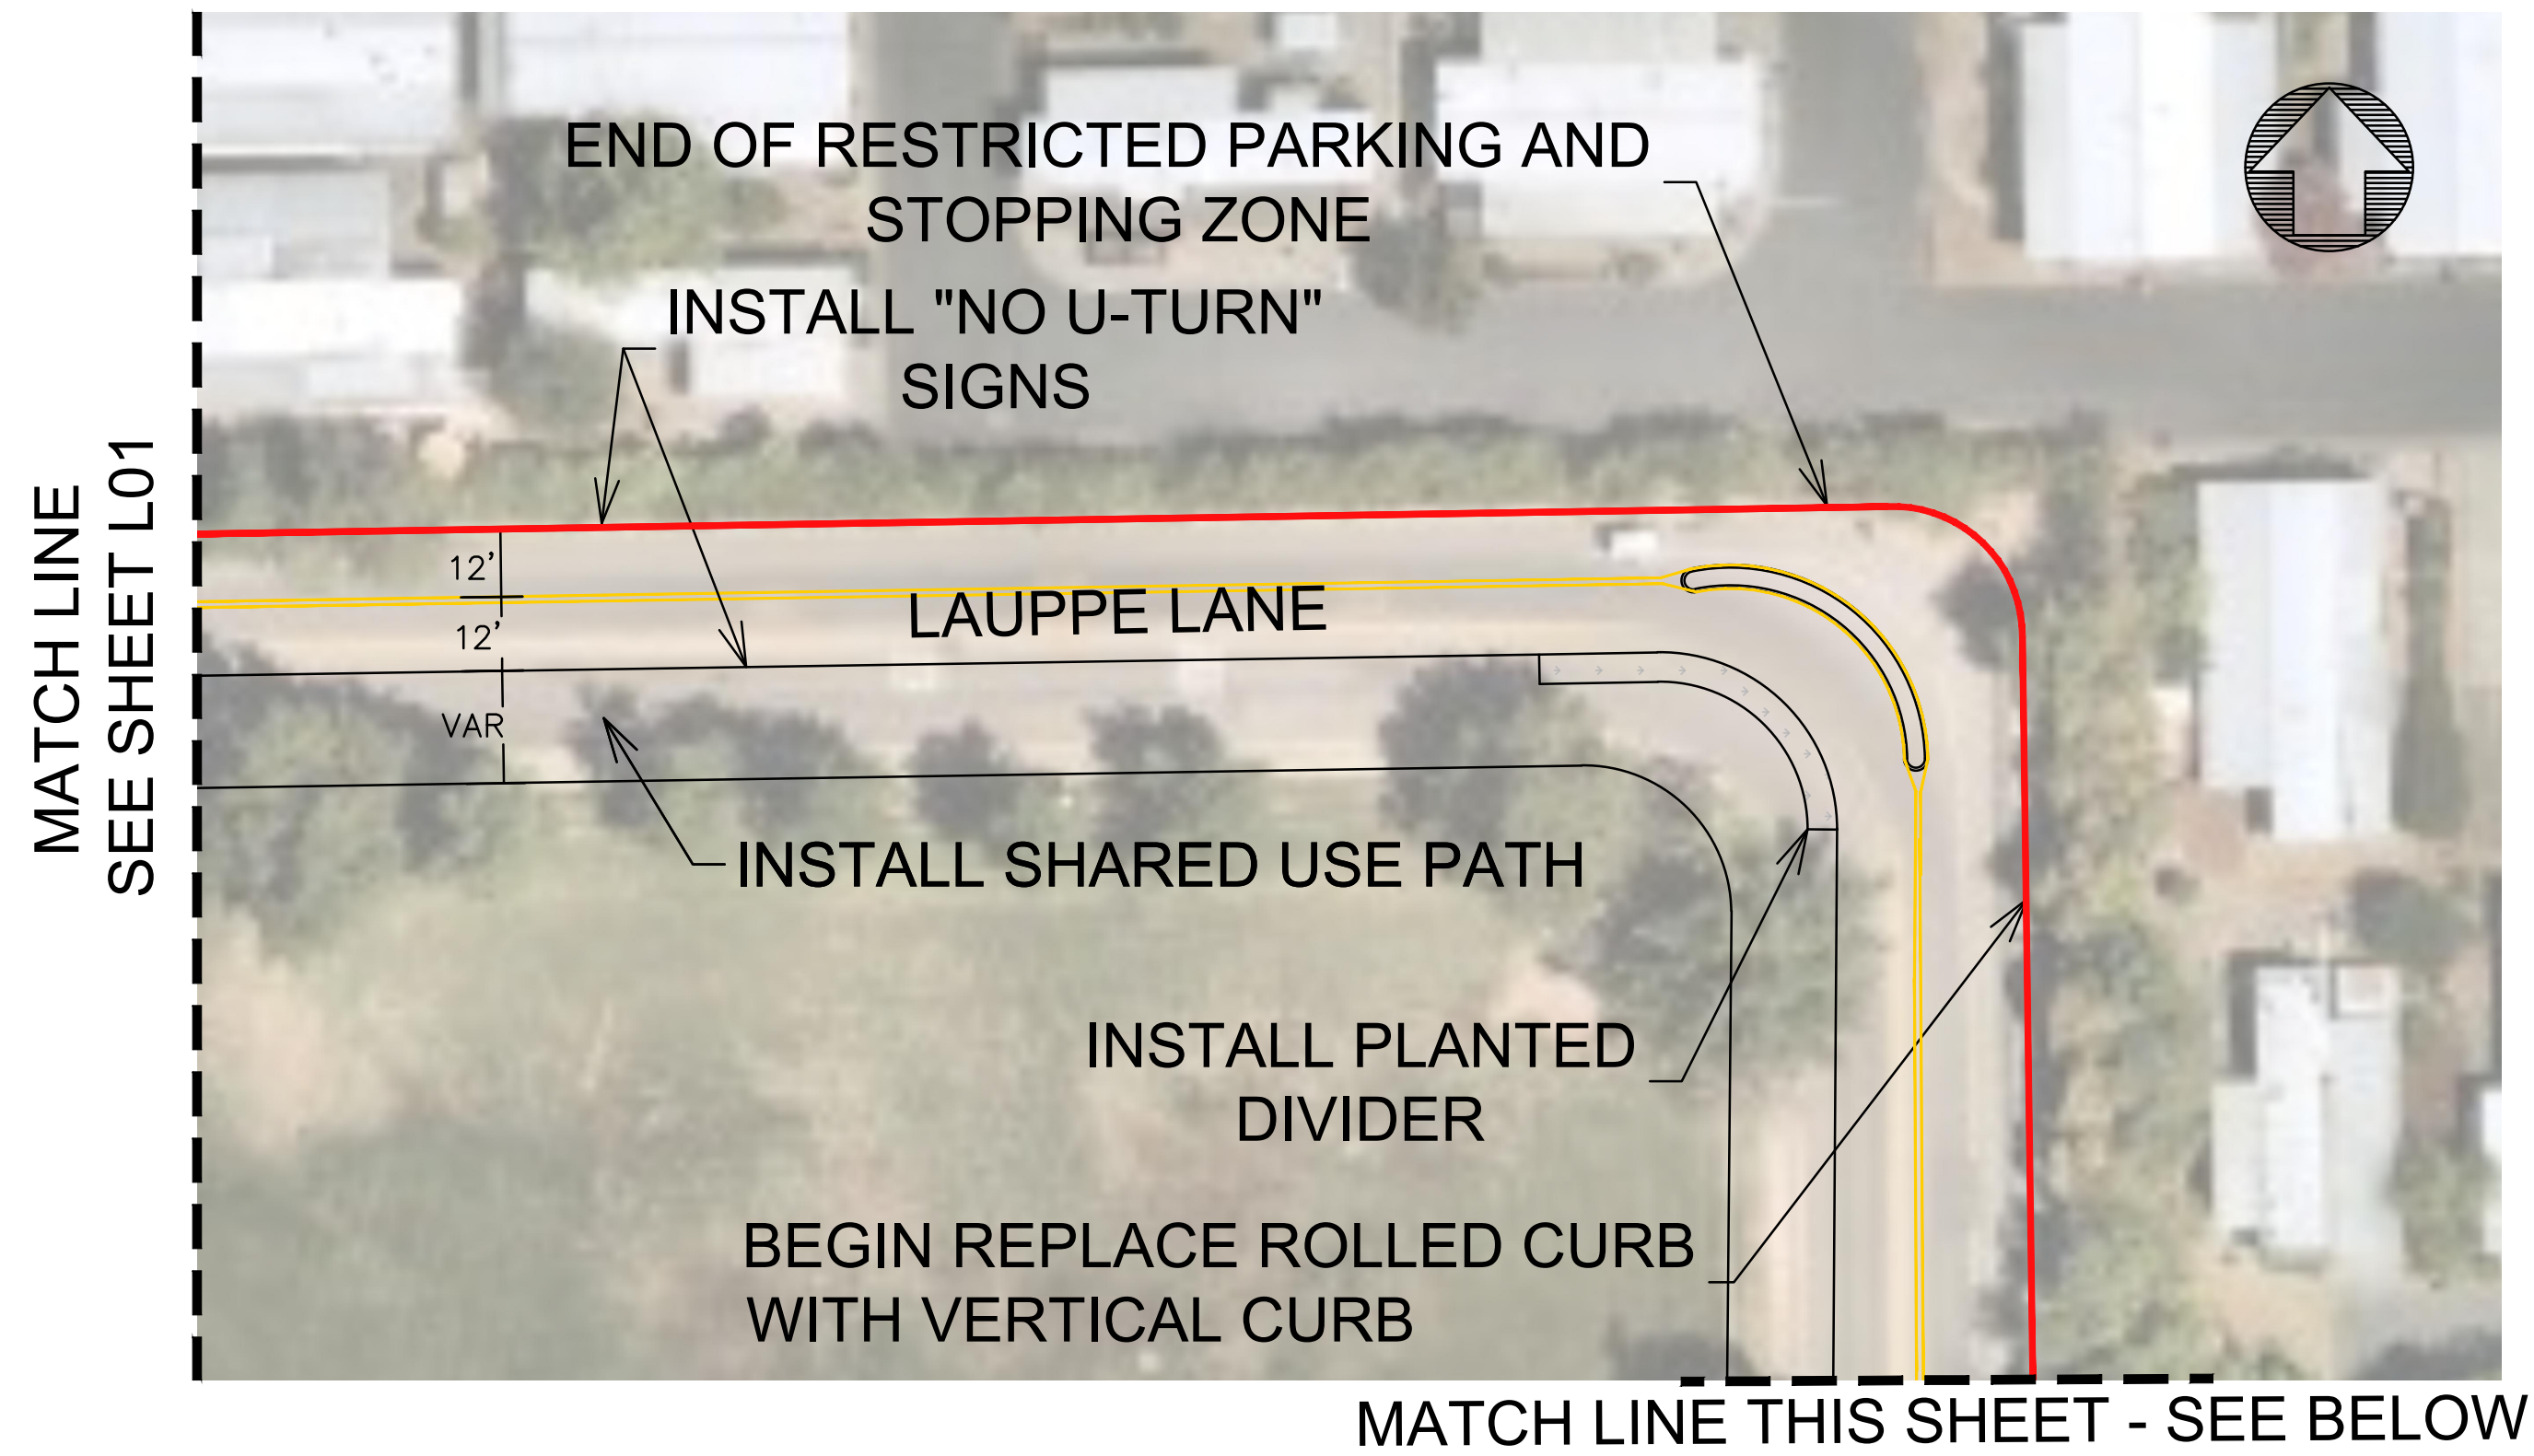 END OF RESTRICTED PARKING AND
STOPPING ZONE
INSTALL "NO U-TURN"
SIGNS
MATCH LINE
SEE SHEET L01
12'
LAUPPE LANE
12'
VAR
INSTALL SHARED USE PATH
INSTALL PLANTED
DIVIDER
BEGIN REPLACE ROLLED CURB
WITH VERTICAL CURB
MATCH LINE THIS SHEET - SEE BELOW